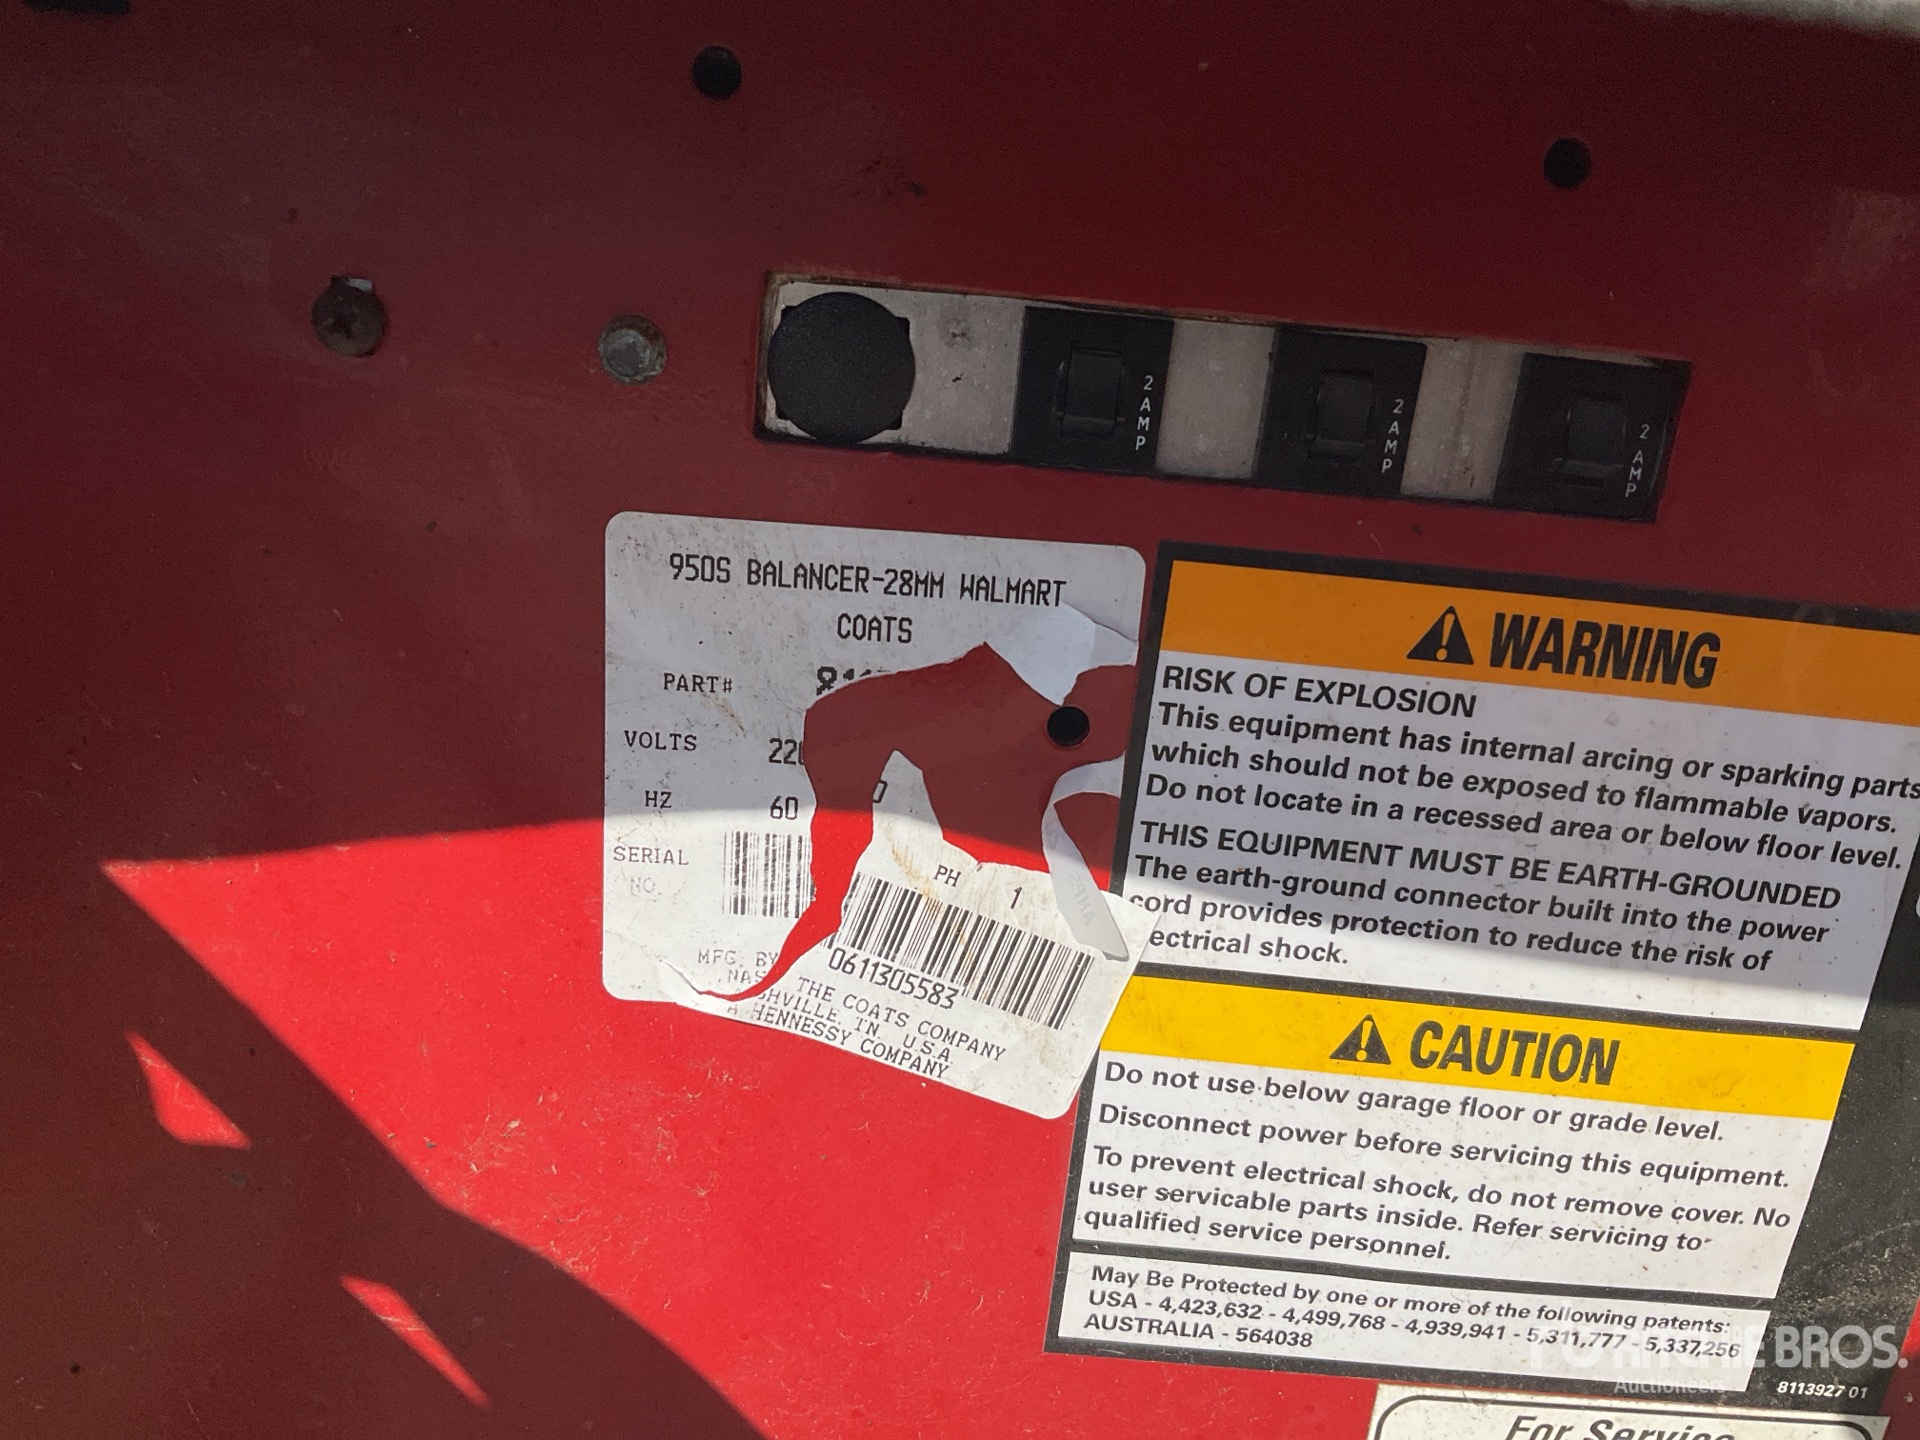 2 AMP
2 AMP
2 AMP
950S BALANCER-28MM WALMART
COATS
PART#
VOLTS
HZ 60
SERIAL
NO.
PH 1
AMPS
0611305583
MFG. BY THE COATS COMPANY
NASHVILLE, TN U.S.A.
A HENNESSY COMPANY
WARNING
RISK OF EXPLOSION
This equipment has internal arcing or sparking parts
which should not be exposed to flammable vapors.
Do not locate in a recessed area or below floor level.
THIS EQUIPMENT MUST BE EARTH-GROUNDED
The earth-ground connector built into the power
cord provides protection to reduce the risk of
ectrical shock.
CAUTION
Do not use below garage floor or grade level.
Disconnect power before servicing this equipment.
To prevent electrical shock, do not remove cover. No
user servicable parts inside. Refer servicing to
qualified service personnel.
May Be Protected by one or more of the following patents:
USA - 4,423,632 - 4,499,768 - 4,939,941 - 5,311,777 - 5,337,256
AUSTRALIA - 564038
RITCHIE BROS.
Auctioneers
8113927 01
For Service